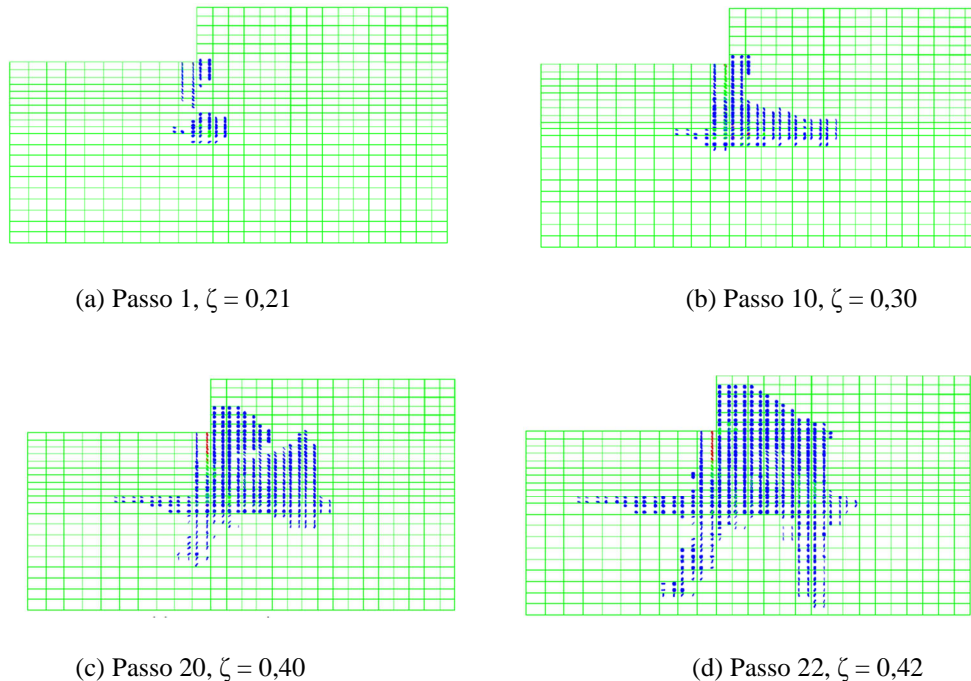 (a) Passo 1, ζ = 0,21
(b) Passo 10, ζ = 0,30
(c) Passo 20, ζ = 0,40
(d) Passo 22, ζ = 0,42